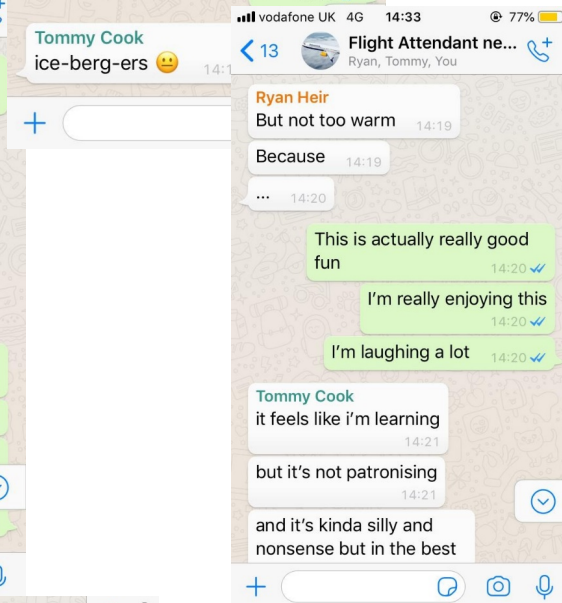 Tommy Cook
ice-berg-ers 😐
vodafone UK 4G 14:33 77%
13
Flight Attendant ne...
Ryan, Tommy, You
Ryan Heir
But not too warm 14:19
Because 14:19
... 14:20
This is actually really good
fun 14:20
I'm really enjoying this
14:20
I'm laughing a lot 14:20
Tommy Cook
it feels like i'm learning
14:21
but it's not patronising
14:21
and it's kinda silly and
nonsense but in the best